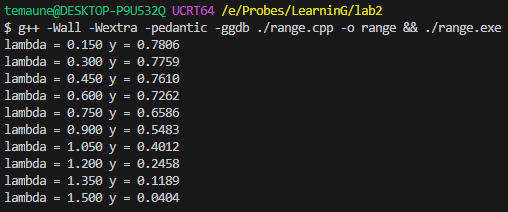 temaune@DESKTOP-P9U532Q UCRT64 /e/Probes/LearninG/lab2
$ g++ -Wall -Wextra -pedantic -ggdb ./range.cpp -o range && ./range.exe
lambda = 0.150 y = 0.7806
lambda = 0.300 y = 0.7759
lambda = 0.450 y = 0.7610
lambda = 0.600 y = 0.7262
lambda = 0.750 y = 0.6586
lambda = 0.900 y = 0.5483
lambda = 1.050 y = 0.4012
lambda = 1.200 y = 0.2458
lambda = 1.350 y = 0.1189
lambda = 1.500 y = 0.0404